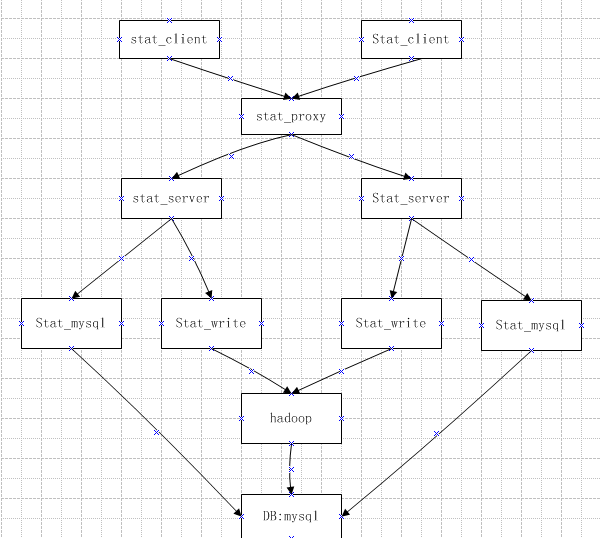 stat_client
Stat_client
stat_proxy
stat_server
Stat_server
Stat_mysql
Stat_write
Stat_write
Stat_mysql
hadoop
DB:mysql